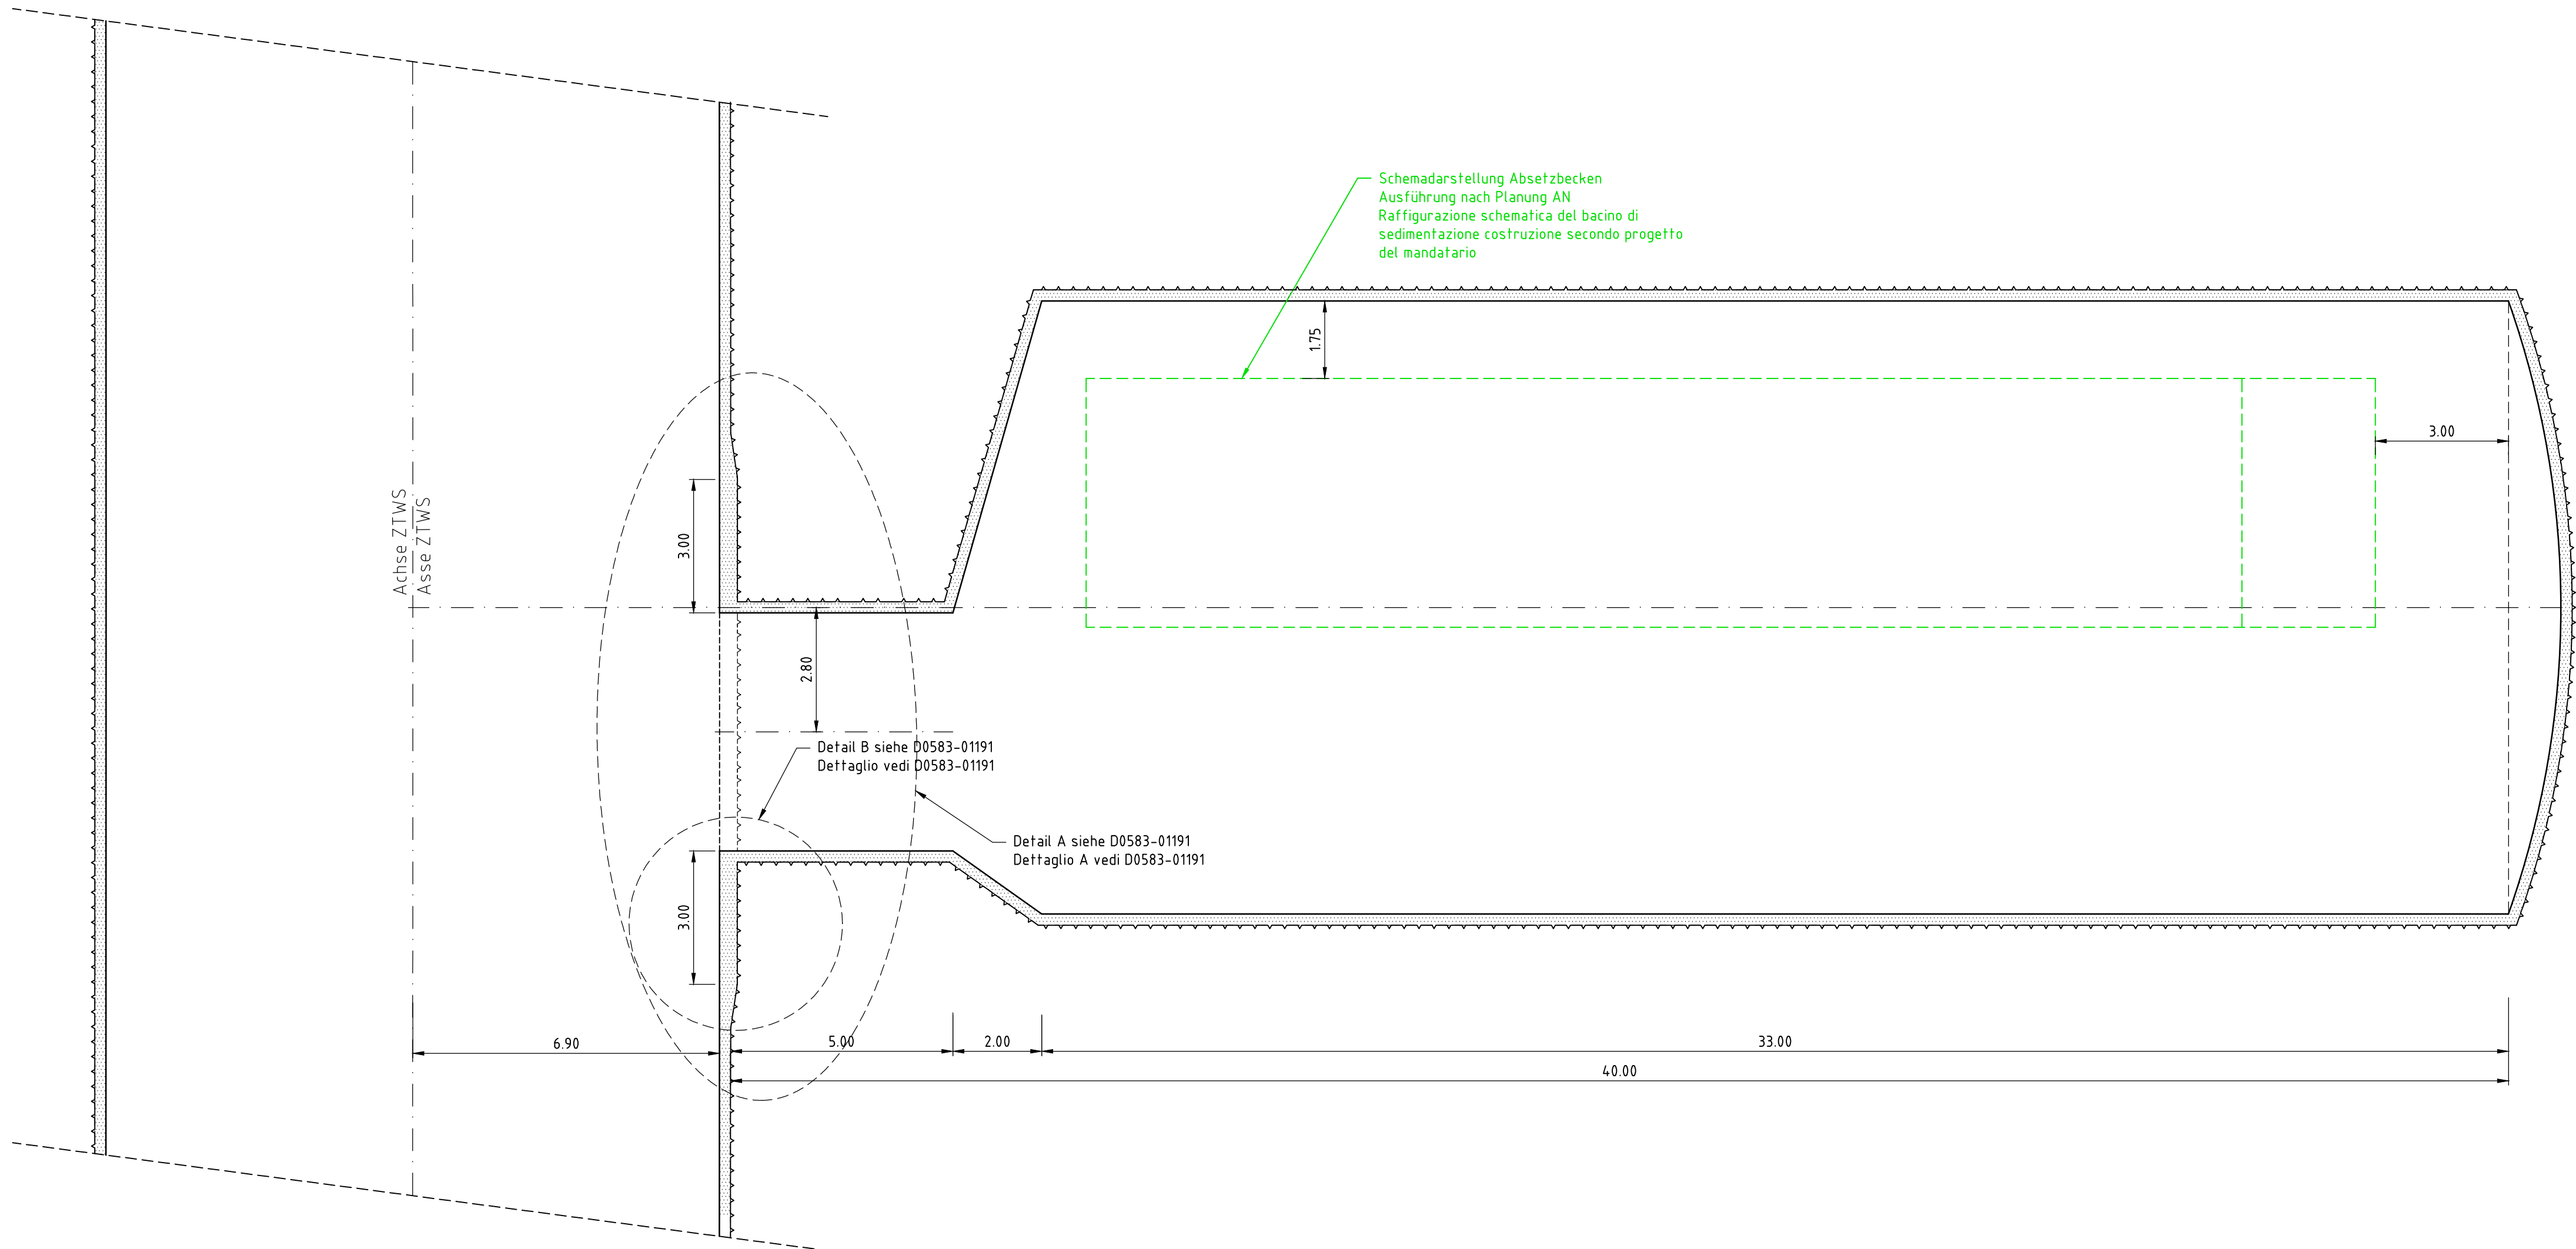 Schemadarstellung Absetzbecken
Ausführung nach Planung AN
Raffigurazione schematica del bacino di
sedimentazione costruzione secondo progetto
del mandatario
1.75
3.00
Achse ZTWS
Asse ZTWS
3.00
2.80
Detail B siehe D0583-01191
Dettaglio vedi D0583-01191
Detail A siehe D0583-01191
Dettaglio A vedi D0583-01191
3.00
6.90
5.00
2.00
33.00
40.00